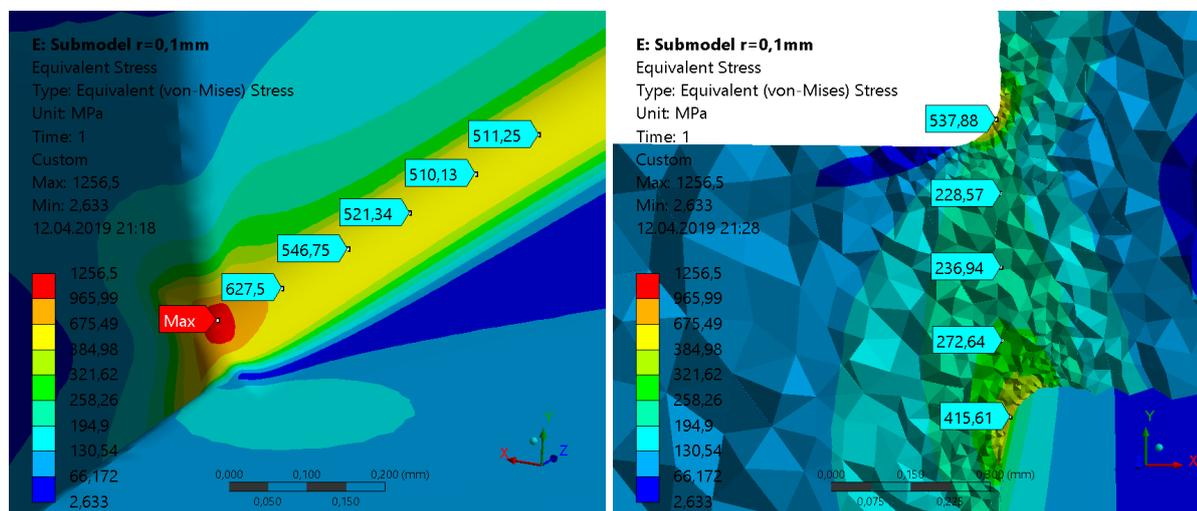 E: Submodel r=0,1mm
Equivalent Stress
Type: Equivalent (von-Mises) Stress
Unit: MPa
Time: 1
Custom
Max: 1256,5
Min: 2,633
12.04.2019 21:18
511,25
510,13
521,34
546,75
627,5
Max
1256,5
965,99
675,49
384,98
321,62
258,26
194,9
130,54
66,172
2,633
0,000
0,100
0,200 (mm)
0,050
0,150
X
Y
Z
E: Submodel r=0,1mm
Equivalent Stress
Type: Equivalent (von-Mises) Stress
Unit: MPa
Time: 1
Custom
Max: 1256,5
Min: 2,633
12.04.2019 21:28
537,88
228,57
236,94
272,64
415,61
1256,5
965,99
675,49
384,98
321,62
258,26
194,9
130,54
66,172
2,633
0,000
0,150
0,300 (mm)
0,075
0,225
Y
X